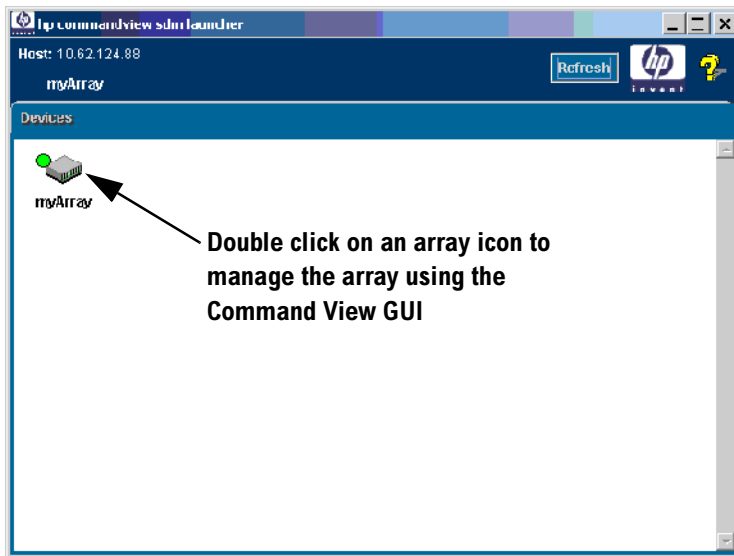 hp commandview sdm launcher
Host: 10.62.124.88
myArray
Refresh
hp
invent
?
Devices
myArray
Double click on an array icon to
manage the array using the
Command View GUI